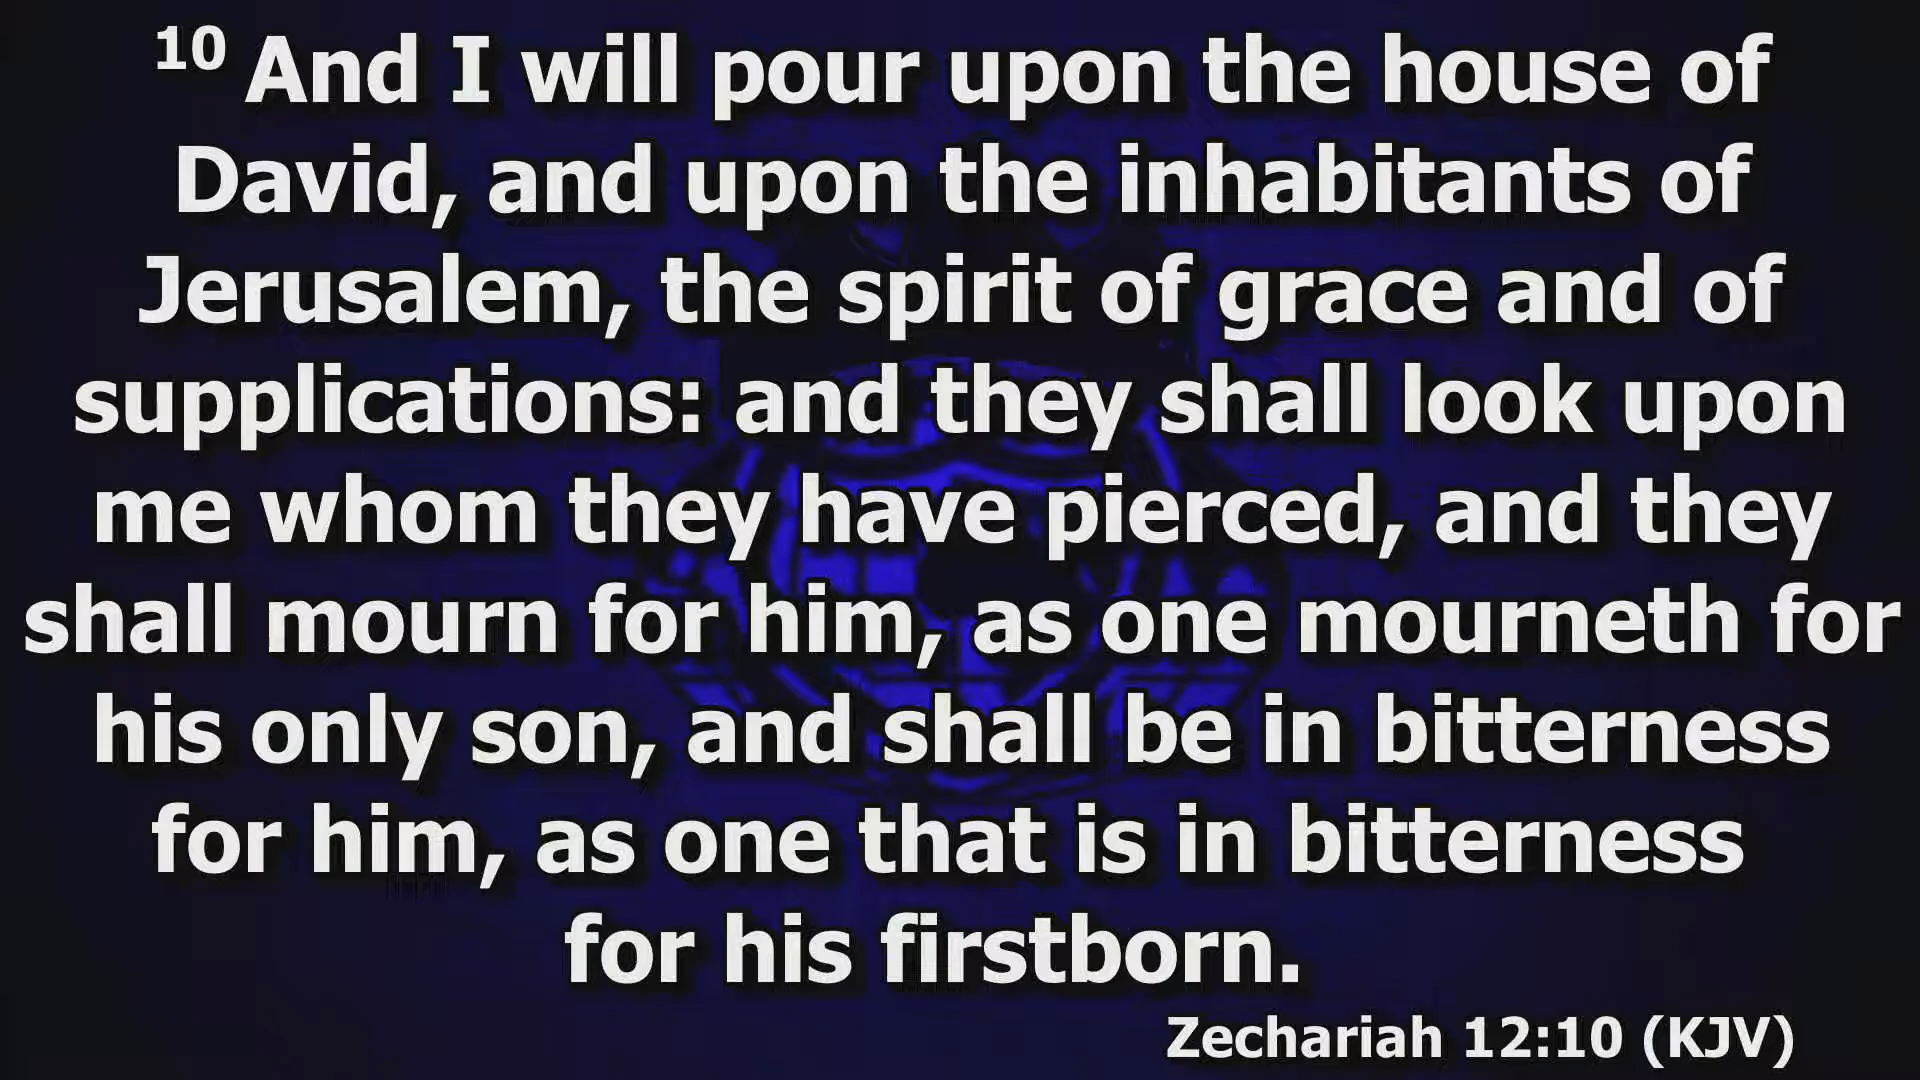 10 And I will pour upon the house of
David, and upon the inhabitants of
Jerusalem, the spirit of grace and of
supplications: and they shall look upon
me whom they have pierced, and they
shall mourn for him, as one mourneth for
his only son, and shall be in bitterness
for him, as one that is in bitterness
for his firstborn.
Zechariah 12:10 (KJV)